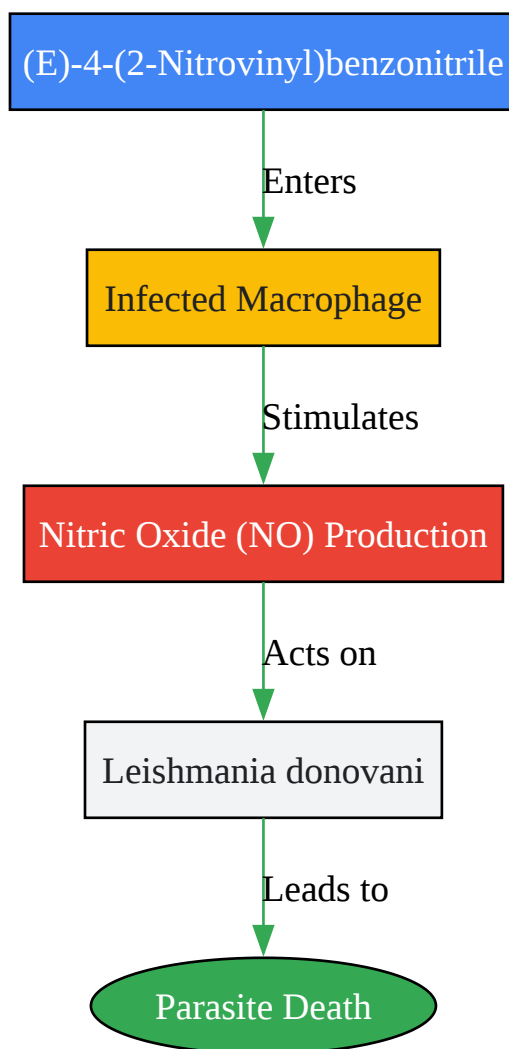 (E)-4-(2-Nitrovinyl)benzonitrile
Enters
Infected Macrophage
Stimulates
Nitric Oxide (NO) Production
Acts on
Leishmania donovani
Leads to
Parasite Death